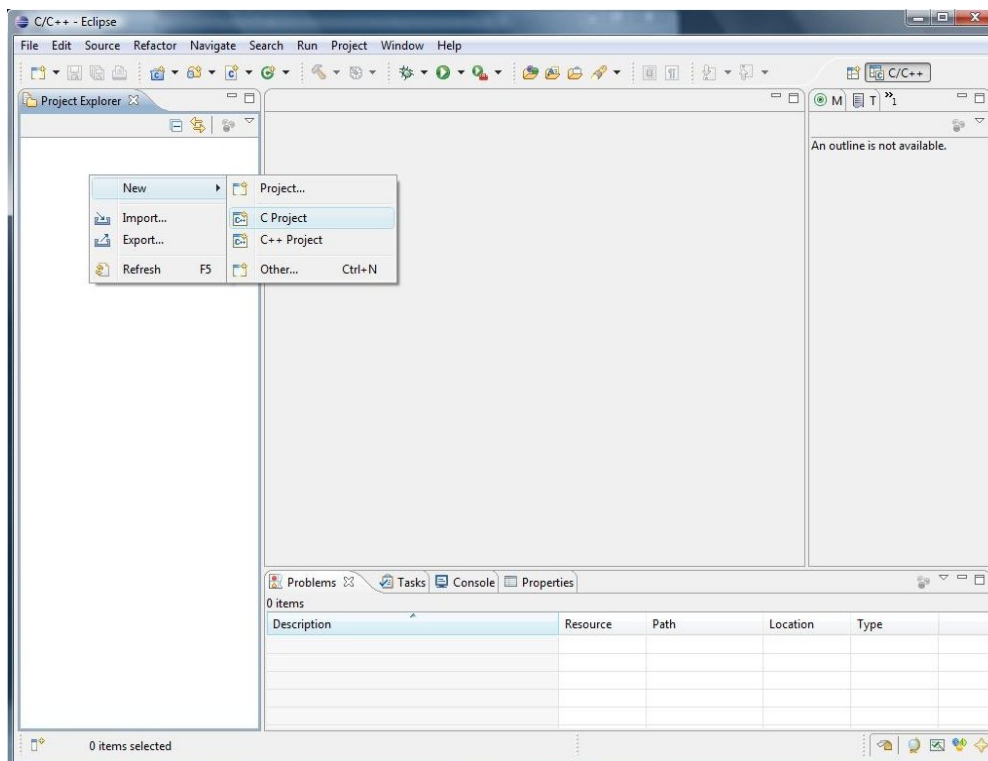 C/C++ - Eclipse
File Edit Source Refactor Navigate Search Run Project Window Help
C/C++
Project Explorer
M T »1
An outline is not available.
New Project...
Import... C Project
Export... C++ Project
Refresh F5 Other... Ctrl+N
Problems Tasks Console Properties
0 items
Description Resource Path Location Type
0 items selected